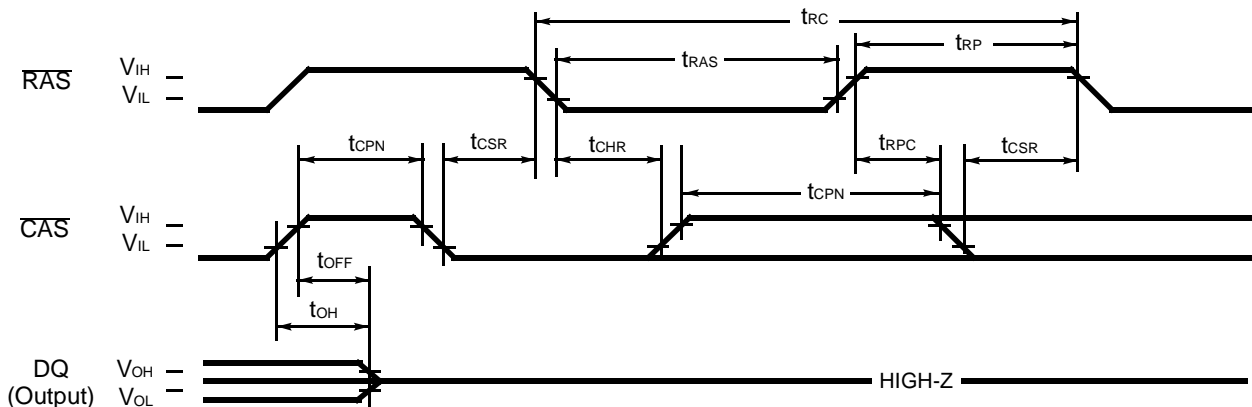 tRC
tRP
tRAS
RAS
VIH
VIL
tCPN
tCSR
tCHR
tRPC
tCSR
tCPN
CAS
VIH
VIL
tOFF
tOH
DQ
(Output)
VOH
VOL
HIGH-Z